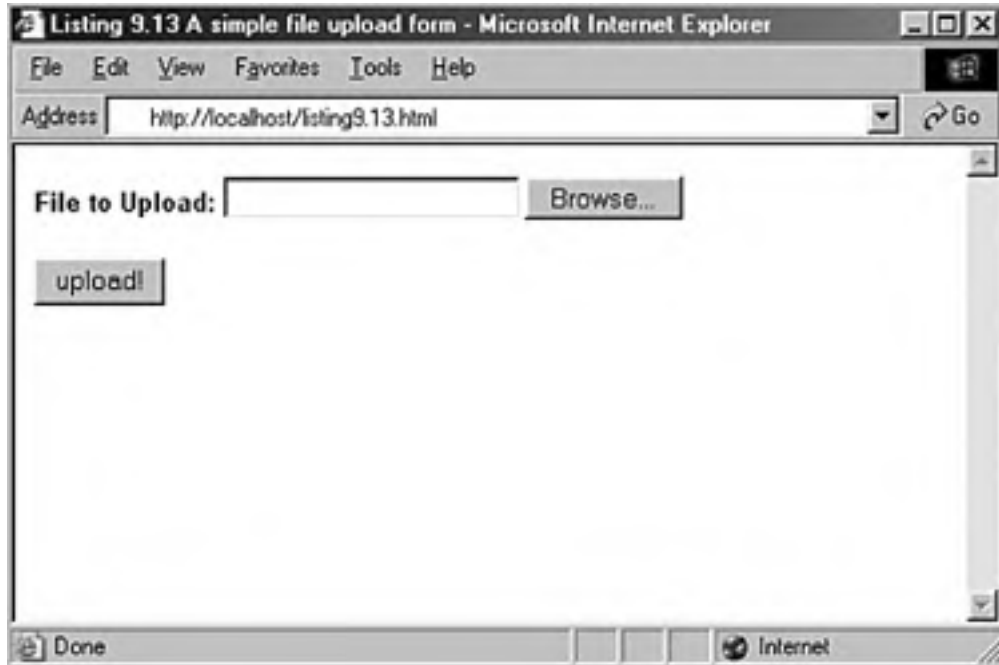 Listing 9.13 A simple file upload form - Microsoft Internet Explorer
File Edit View Favorites Tools Help
Address http://localhost/listing9.13.html Go
File to Upload: Browse...
upload!
Done Internet